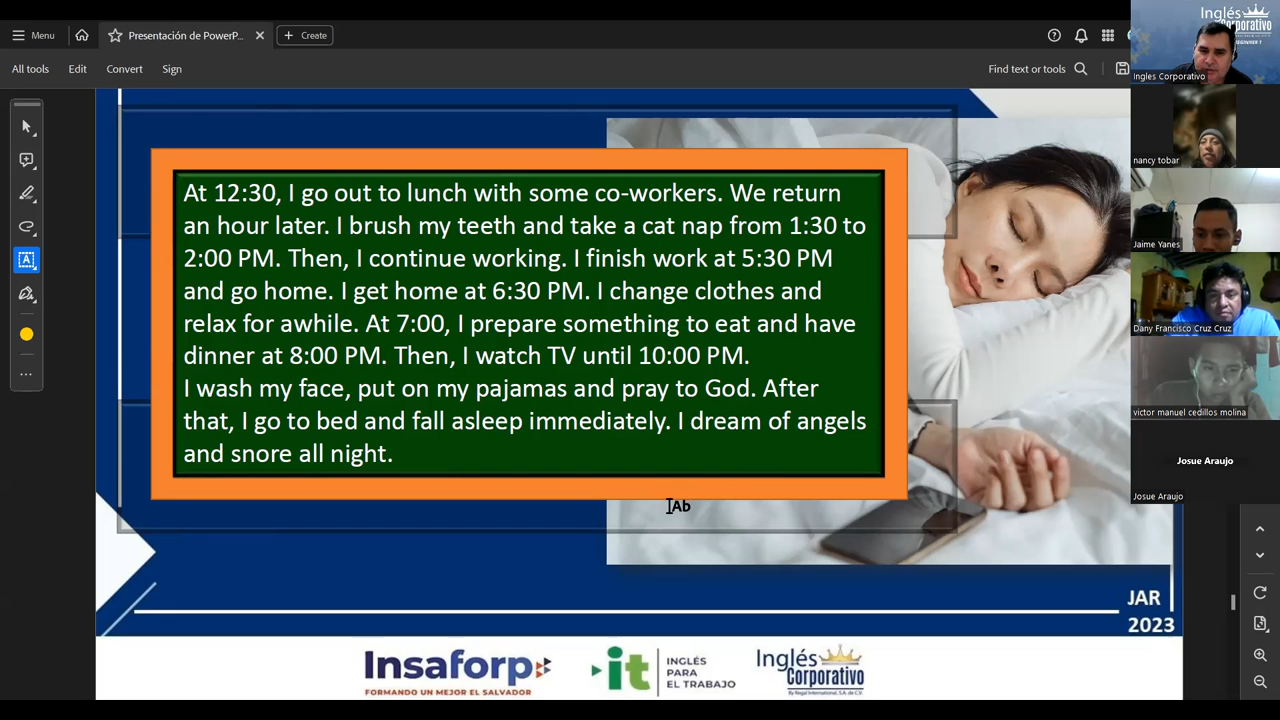 Menu
Presentación de PowerP...
Create
All tools
Edit
Convert
Sign
Find text or tools
At 12:30, I go out to lunch with some co-workers. We return
an hour later. I brush my teeth and take a cat nap from 1:30 to
2:00 PM. Then, I continue working. I finish work at 5:30 PM
and go home. I get home at 6:30 PM. I change clothes and
relax for awhile. At 7:00, I prepare something to eat and have
dinner at 8:00 PM. Then, I watch TV until 10:00 PM.
I wash my face, put on my pajamas and pray to God. After
that, I go to bed and fall asleep immediately. I dream of angels
and snore all night.
Ab
JAR
2023
Insaforp
FORMANDO UN MEJOR EL SALVADOR
it
INGLÉS
PARA
EL TRABAJO
Inglés
Corporativo
By Regal International, S.A. de C.V.
Inglés
Corporativo
BEGINNER 1
Ingles Corporativo
nancy tobar
Jaime Yanes
Dany Francisco Cruz Cruz
victor manuel cedillos molina
Josue Araujo
Josue Araujo